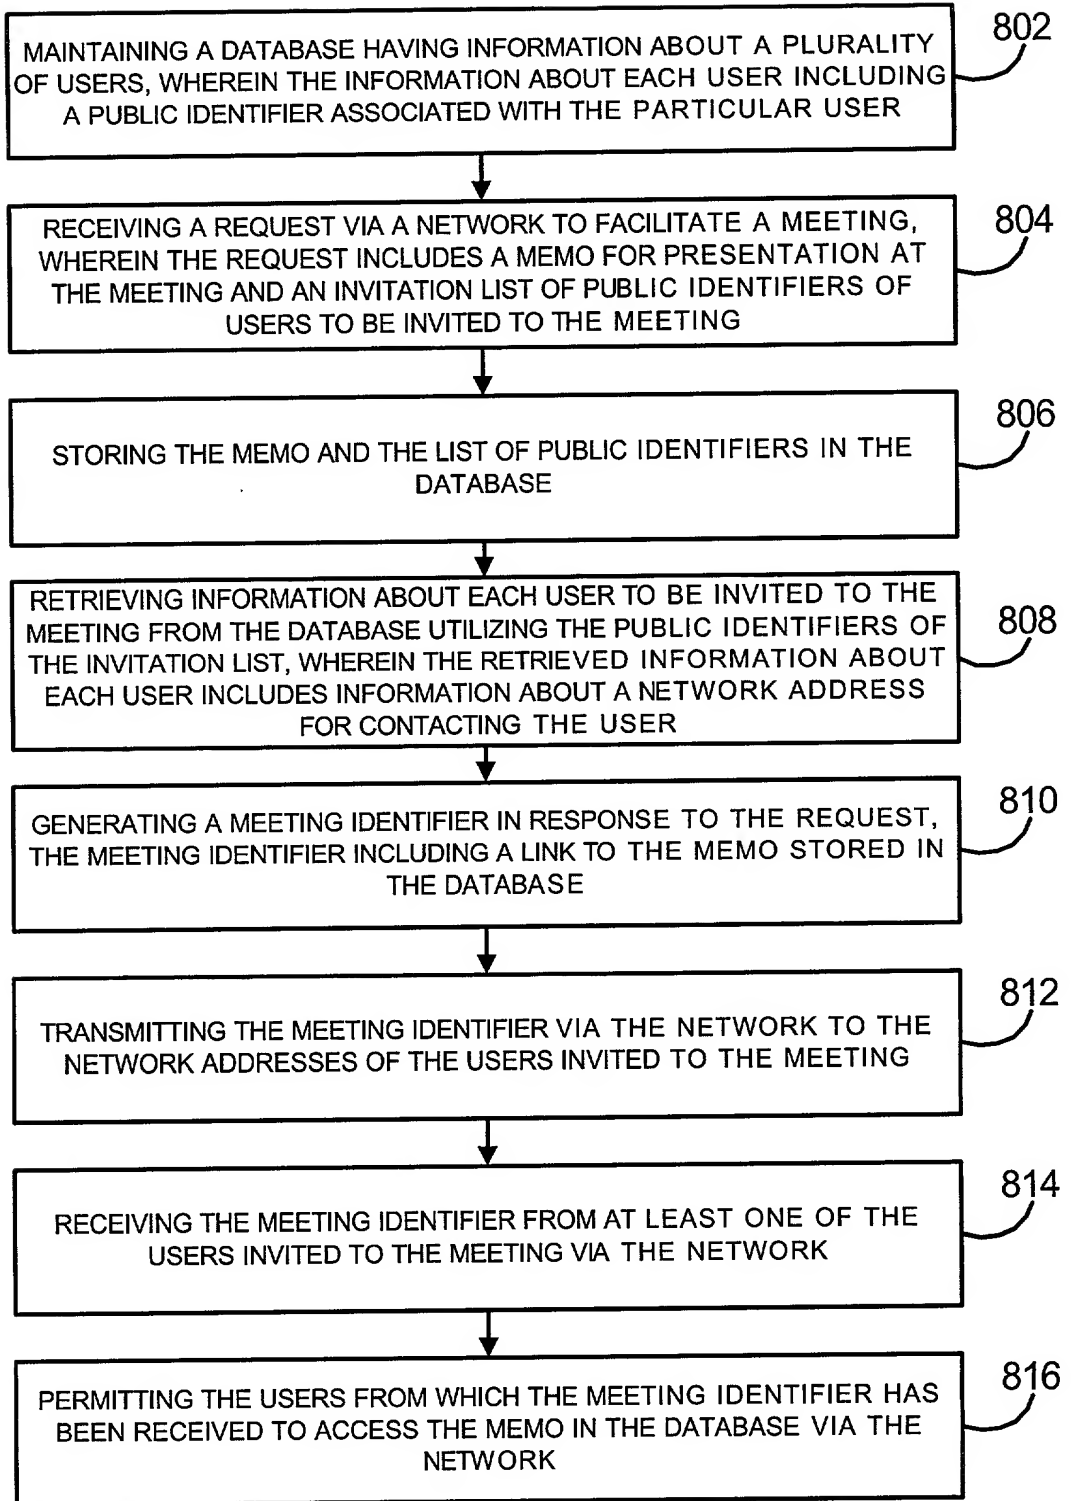 802
MAINTAINING A DATABASE HAVING INFORMATION ABOUT A PLURALITY
OF USERS, WHEREIN THE INFORMATION ABOUT EACH USER INCLUDING
A PUBLIC IDENTIFIER ASSOCIATED WITH THE PARTICULAR USER
804
RECEIVING A REQUEST VIA A NETWORK TO FACILITATE A MEETING,
WHEREIN THE REQUEST INCLUDES A MEMO FOR PRESENTATION AT
THE MEETING AND AN INVITATION LIST OF PUBLIC IDENTIFIERS OF
USERS TO BE INVITED TO THE MEETING
806
STORING THE MEMO AND THE LIST OF PUBLIC IDENTIFIERS IN THE
DATABASE
808
RETRIEVING INFORMATION ABOUT EACH USER TO BE INVITED TO THE
MEETING FROM THE DATABASE UTILIZING THE PUBLIC IDENTIFIERS OF
THE INVITATION LIST, WHEREIN THE RETRIEVED INFORMATION ABOUT
EACH USER INCLUDES INFORMATION ABOUT A NETWORK ADDRESS
FOR CONTACTING THE USER
810
GENERATING A MEETING IDENTIFIER IN RESPONSE TO THE REQUEST,
THE MEETING IDENTIFIER INCLUDING A LINK TO THE MEMO STORED IN
THE DATABASE
812
TRANSMITTING THE MEETING IDENTIFIER VIA THE NETWORK TO THE
NETWORK ADDRESSES OF THE USERS INVITED TO THE MEETING
814
RECEIVING THE MEETING IDENTIFIER FROM AT LEAST ONE OF THE
USERS INVITED TO THE MEETING VIA THE NETWORK
816
PERMITTING THE USERS FROM WHICH THE MEETING IDENTIFIER HAS
BEEN RECEIVED TO ACCESS THE MEMO IN THE DATABASE VIA THE
NETWORK